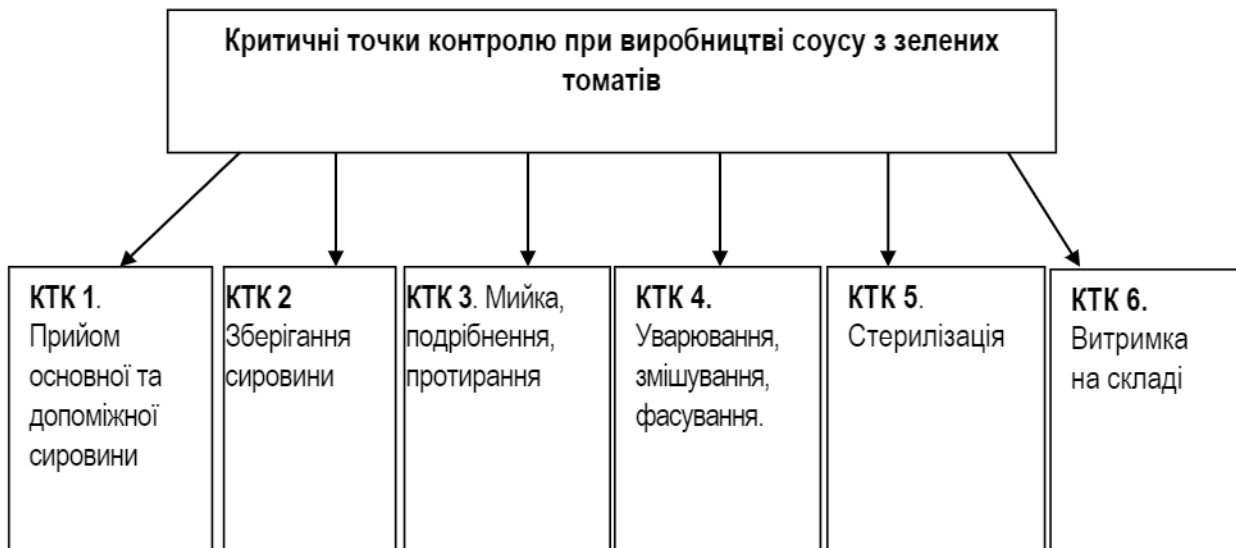 Критичні точки контролю при виробництві соусу з зелених
томатів
КТК 1.
Прийом
основної та
допоміжної
сировини
КТК 2
Зберігання
сировини
КТК 3. Мийка,
подрібнення,
протирання
КТК 4.
Уварювання,
змішування,
фасування.
КТК 5.
Стерилізація
КТК 6.
Витримка
на складі